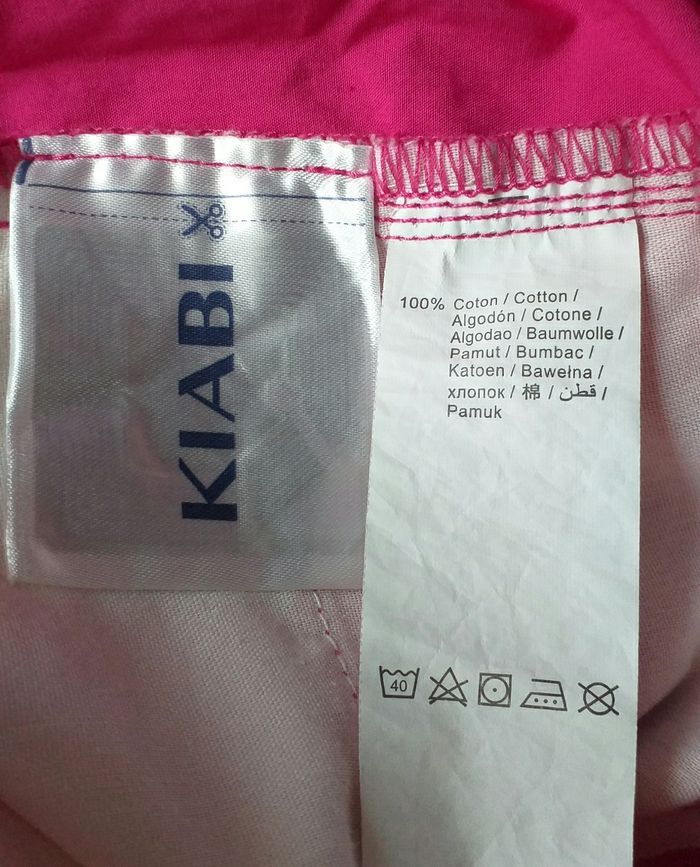 KIABI
100% Coton / Cotton /
Algodón / Cotone /
Algodao / Baumwolle /
Pamut / Bumbac /
Katoen / Bawełna /
хлопок / 棉 / قطن /
Pamuk
40